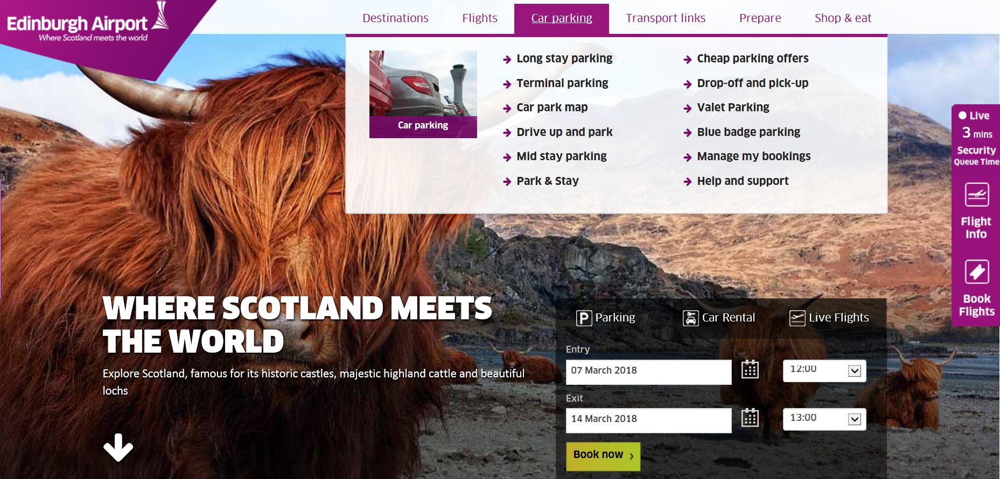 Edinburgh Airport
Where Scotland meets the world
Destinations
Flights
Car parking
Transport links
Prepare
Shop & eat
Car parking
Long stay parking
Terminal parking
Car park map
Drive up and park
Mid stay parking
Park & Stay
Cheap parking offers
Drop-off and pick-up
Valet Parking
Blue badge parking
Manage my bookings
Help and support
Live
3 mins
Security
Queue Time
Flight
Info
Book
Flights
WHERE SCOTLAND MEETS
THE WORLD
Explore Scotland, famous for its historic castles, majestic highland cattle and beautiful
lochs
P Parking
Car Rental
Live Flights
Entry
07 March 2018
12:00
Exit
14 March 2018
13:00
Book now ›